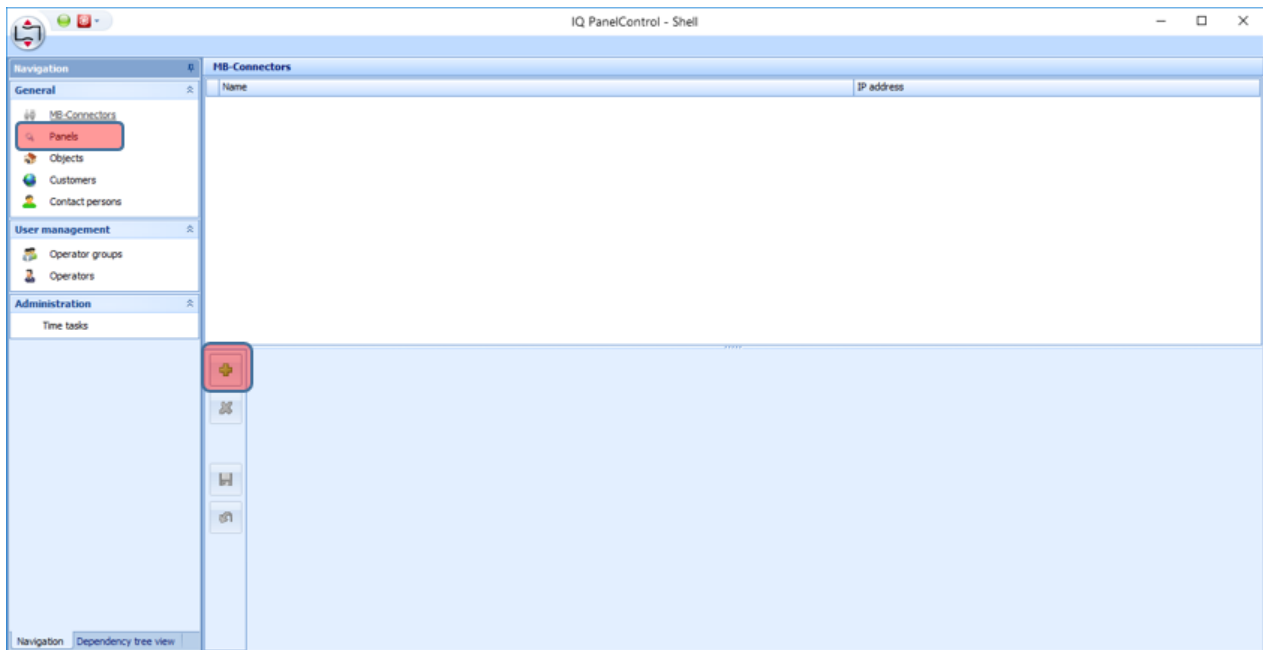 IQ PanelControl - Shell
Navigation
MB-Connectors
General
Name IP address
MB-Connectors
Panels
Objects
Customers
Contact persons
User management
Operator groups
Operators
Administration
Time tasks
Navigation Dependency tree view